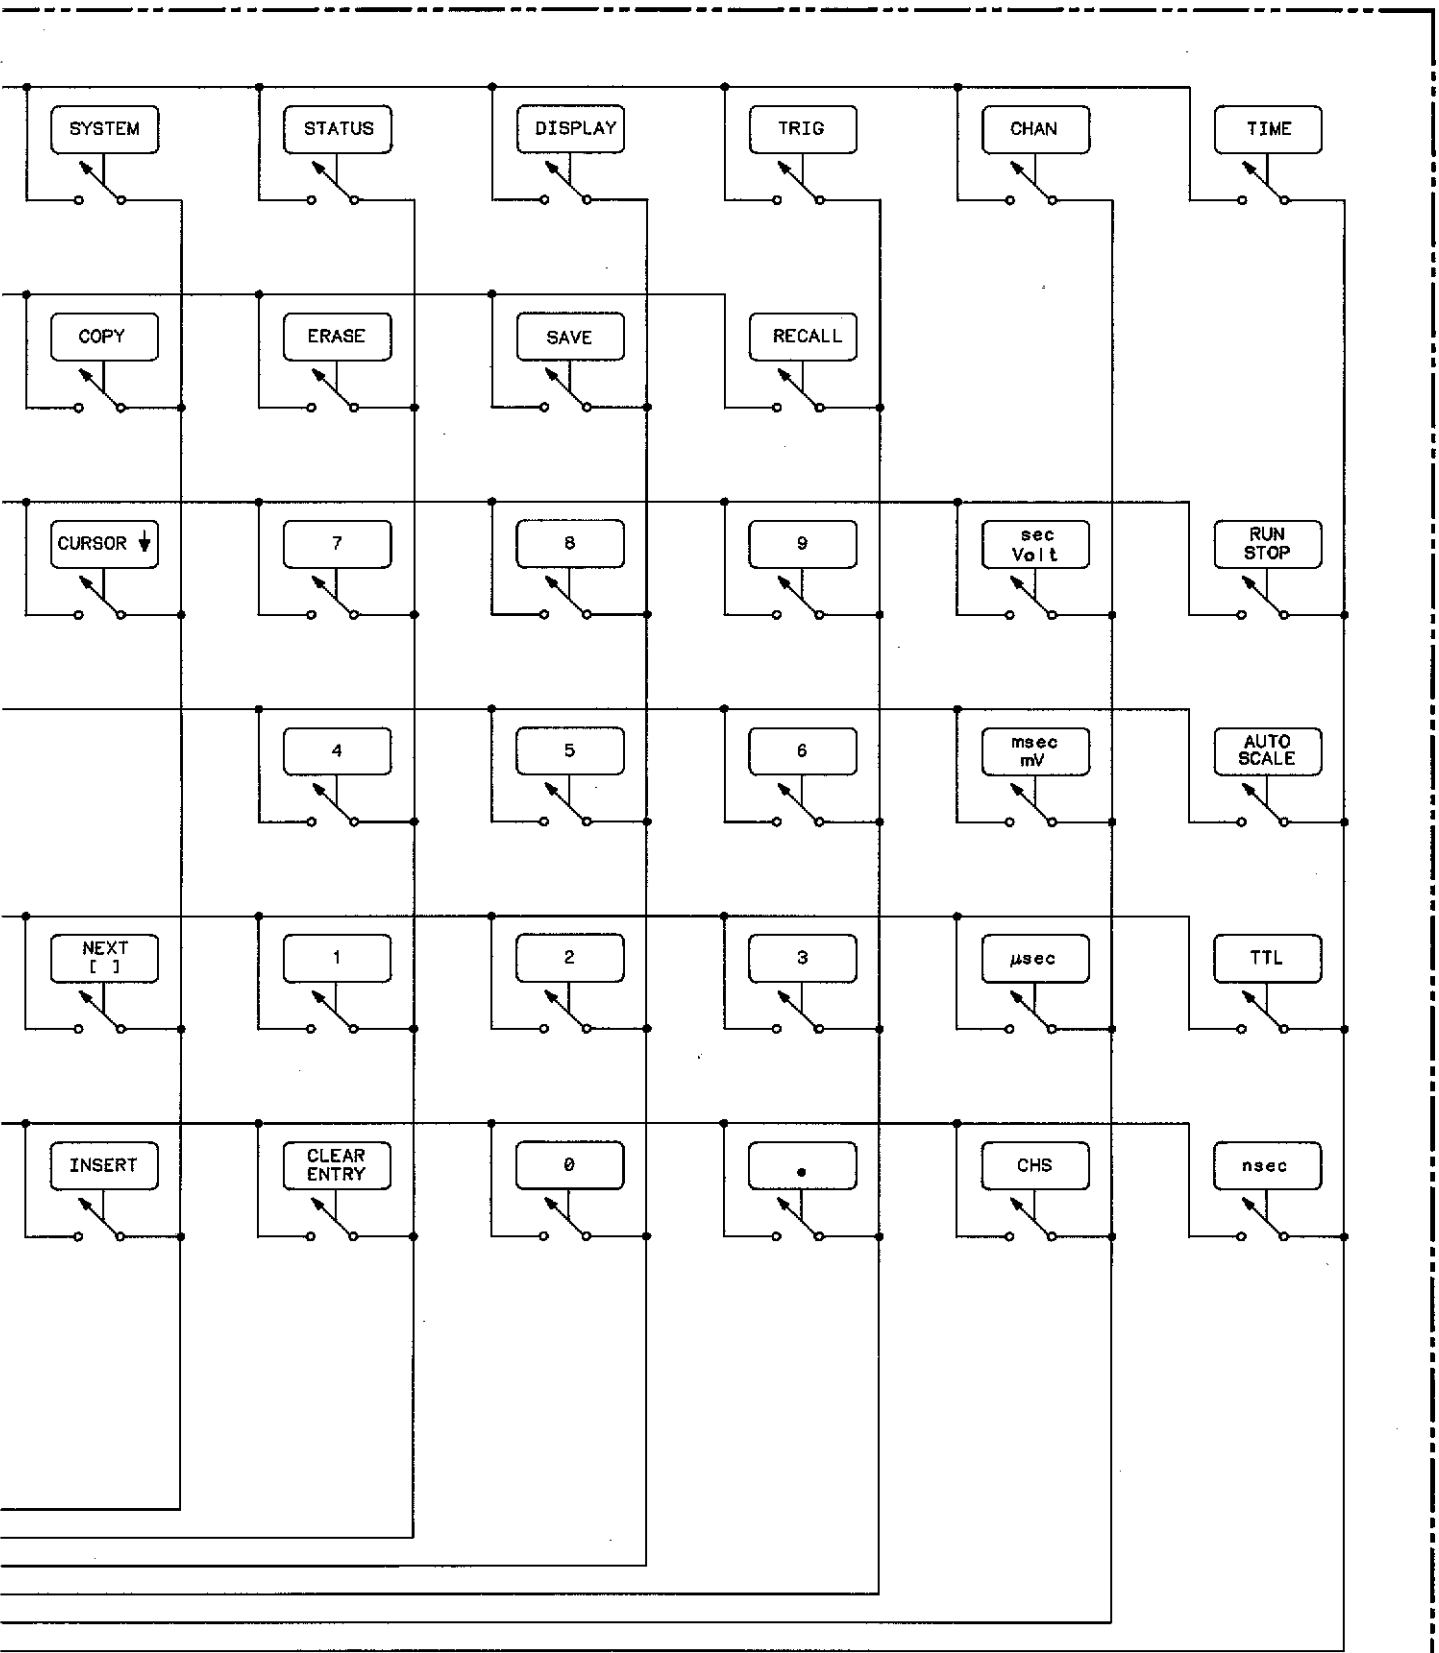 SYSTEM
STATUS
DISPLAY
TRIG
CHAN
TIME
COPY
ERASE
SAVE
RECALL
CURSOR ↓
7
8
9
sec
Volt
RUN
STOP
4
5
6
msec
mV
AUTO
SCALE
NEXT
[ ]
1
2
3
µsec
TTL
INSERT
CLEAR
ENTRY
0
.
CHS
nsec